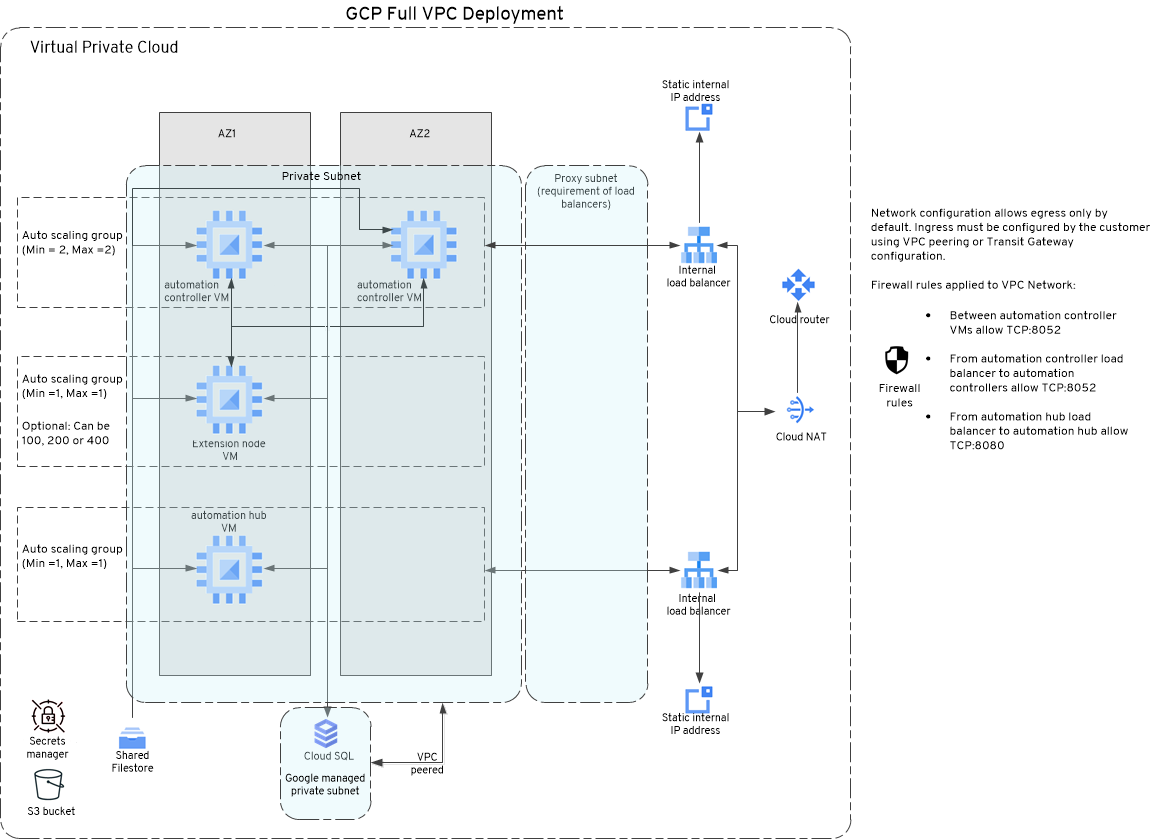 GCP Full VPC Deployment
Virtual Private Cloud
Static internal
IP address
AZ1
AZ2
Private Subnet
Proxy subnet
(requirement of load
balancers)
Auto scaling group
(Min = 2, Max =2)
automation
controller VM
automation
controller VM
Internal
load balancer
Cloud router
Auto scaling group
(Min =1, Max =1)
Optional: Can be
100, 200 or 400
Extension node
VM
Cloud NAT
automation hub
VM
Auto scaling group
(Min =1, Max =1)
Internal
load balancer
Static internal
IP address
Secrets
manager
Shared
Filestore
S3 bucket
Cloud SQL
Google managed
private subnet
VPC
peered
Network configuration allows egress only by
default. Ingress must be configured by the customer
using VPC peering or Transit Gateway
configuration.
Firewall rules applied to VPC Network:
• Between automation controller
VMs allow TCP:8052
• From automation controller load
balancer to automation
controllers allow TCP:8052
• From automation hub load
balancer to automation hub allow
TCP:8080
Firewall
rules